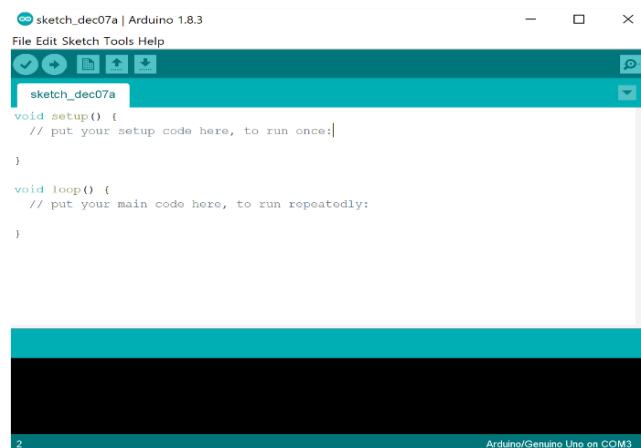 sketch_dec07a | Arduino 1.8.3
File Edit Sketch Tools Help
sketch_dec07a
void setup() {
  // put your setup code here, to run once:
}
void loop() {
  // put your main code here, to run repeatedly:
}
2 Arduino/Genuino Uno on COM3